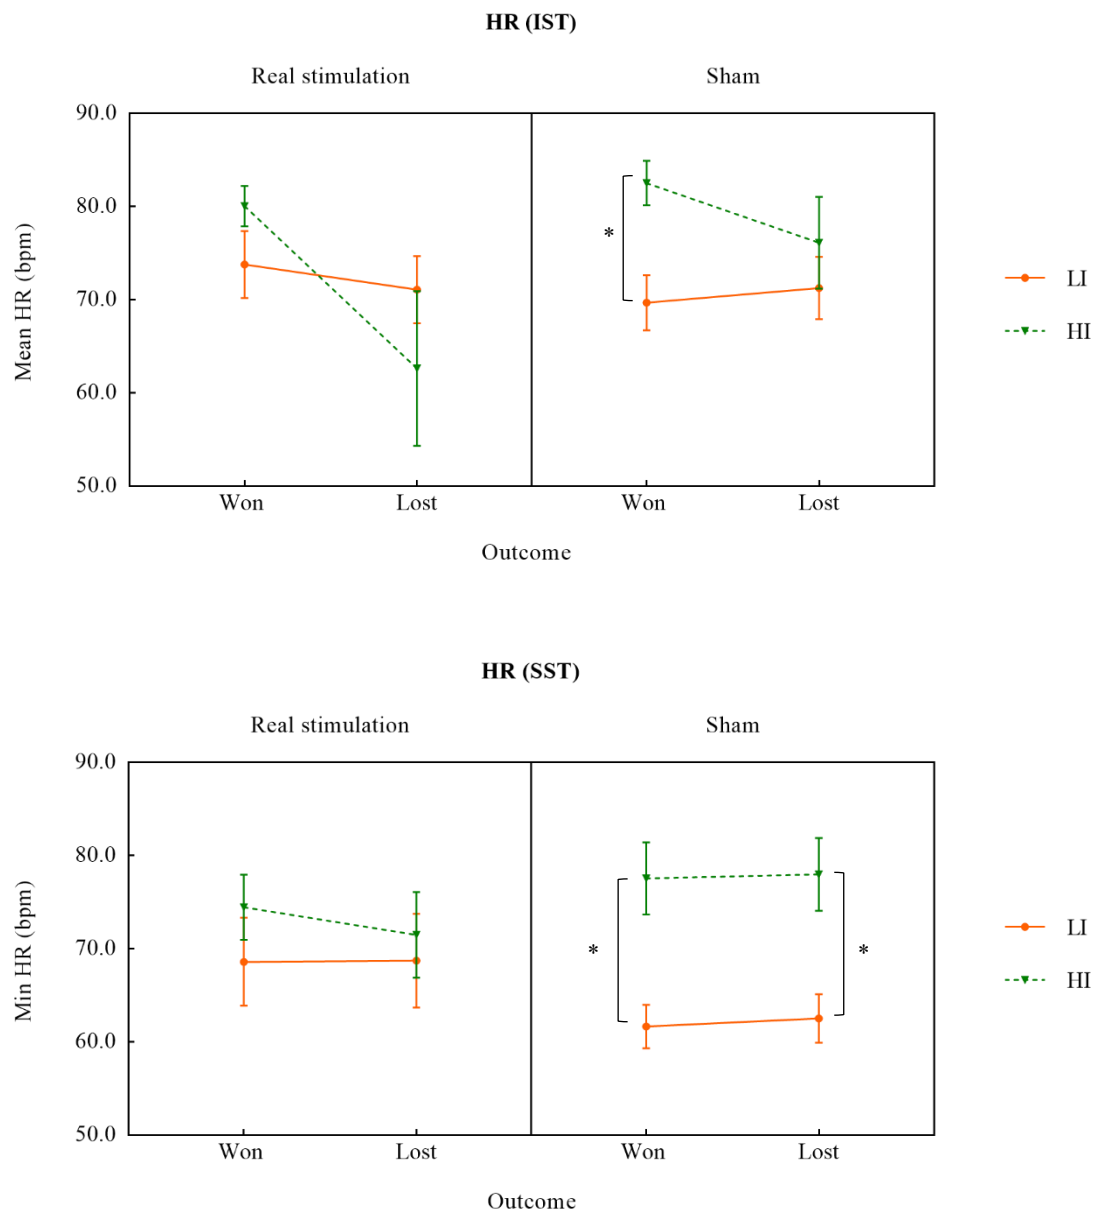 HR (IST)
Real stimulation
Sham
90.0
80.0
70.0
60.0
50.0
Mean HR (bpm)
*
Won
Lost
Won
Lost
Outcome
LI
HI
HR (SST)
Real stimulation
Sham
90.0
80.0
70.0
60.0
50.0
Min HR (bpm)
*
*
Won
Lost
Won
Lost
Outcome
LI
HI